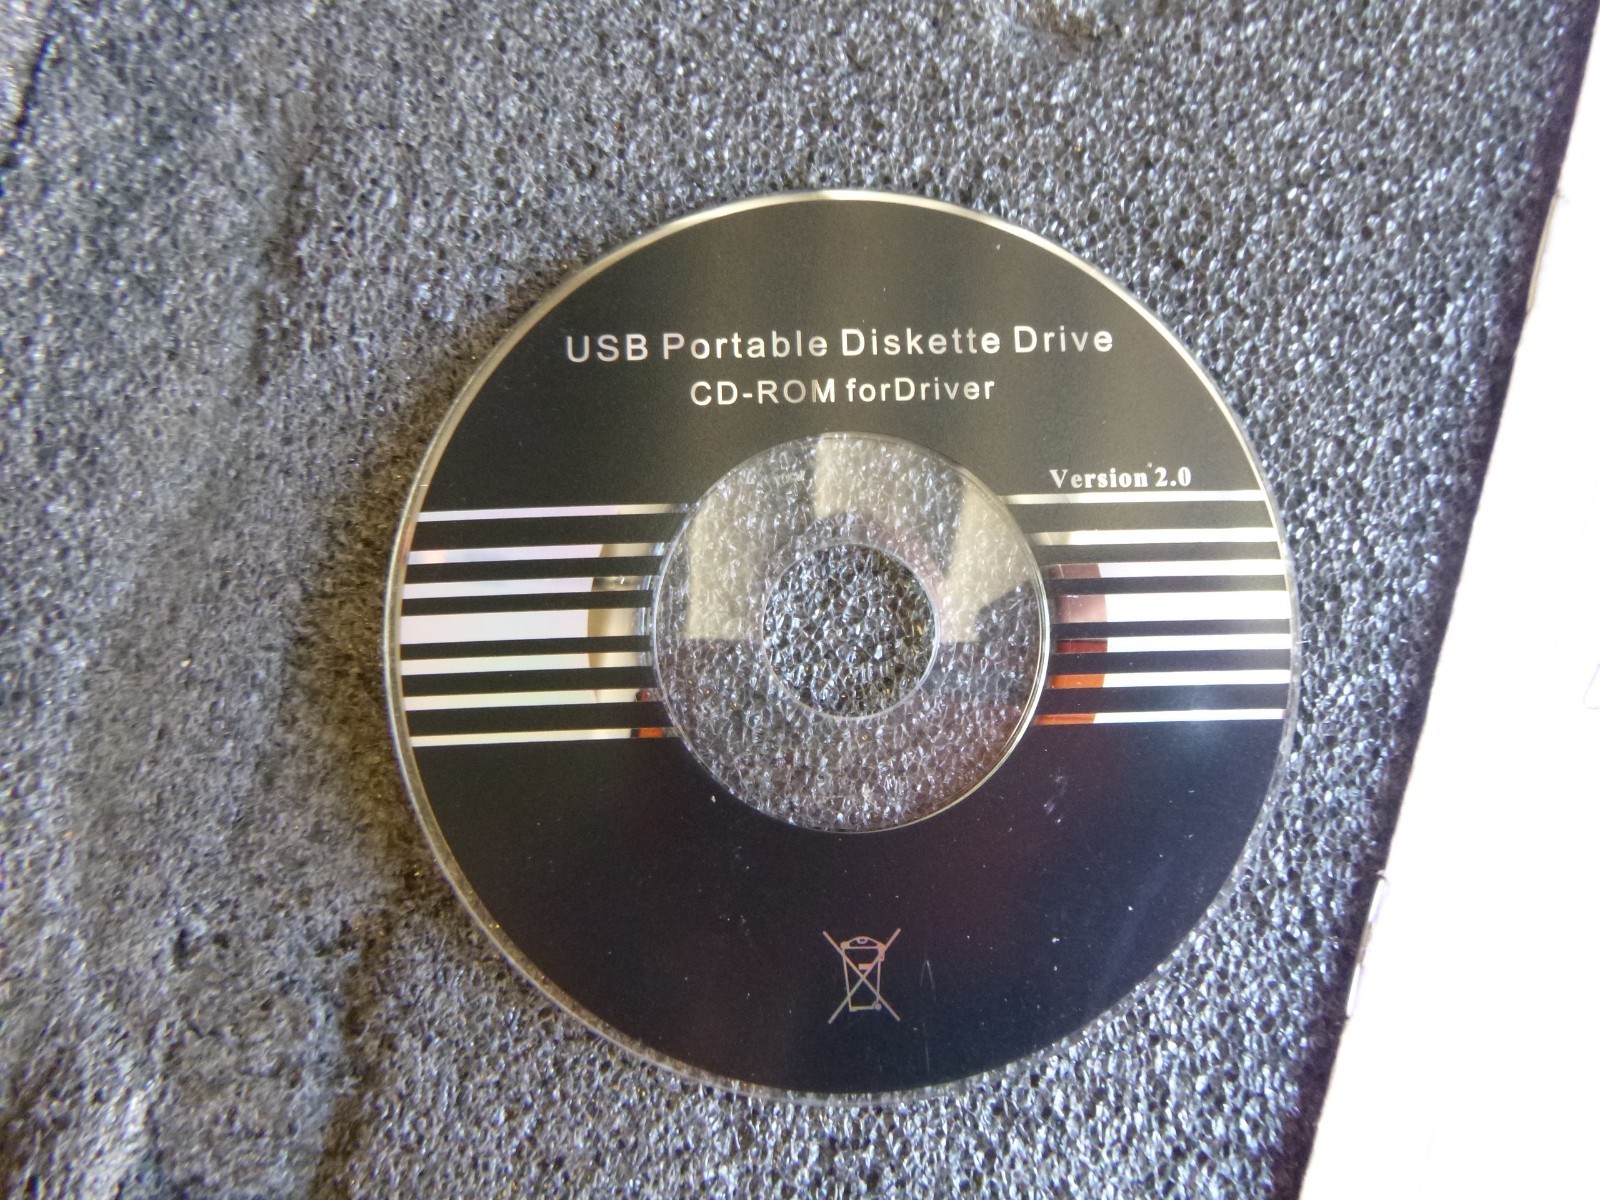 USB Portable Diskette Drive
CD-ROM forDriver
Version 2.0